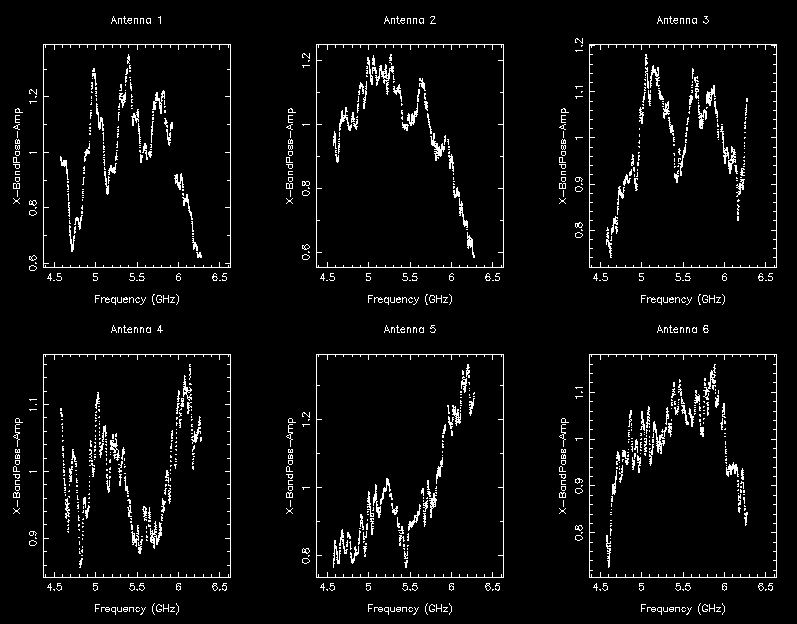 Antenna 1
Antenna 2
Antenna 3
X-BandPass-Amp
1.2
1
0.8
0.6
4.5 5 5.5 6 6.5
Frequency (GHz)
X-BandPass-Amp
1.2
1
0.8
0.6
4.5 5 5.5 6 6.5
Frequency (GHz)
X-BandPass-Amp
1.2
1.1
1
0.9
0.8
4.5 5 5.5 6 6.5
Frequency (GHz)
Antenna 4
Antenna 5
Antenna 6
X-BandPass-Amp
1.1
1
0.9
4.5 5 5.5 6 6.5
Frequency (GHz)
X-BandPass-Amp
1.2
1
0.8
4.5 5 5.5 6 6.5
Frequency (GHz)
X-BandPass-Amp
1.1
1
0.9
0.8
4.5 5 5.5 6 6.5
Frequency (GHz)